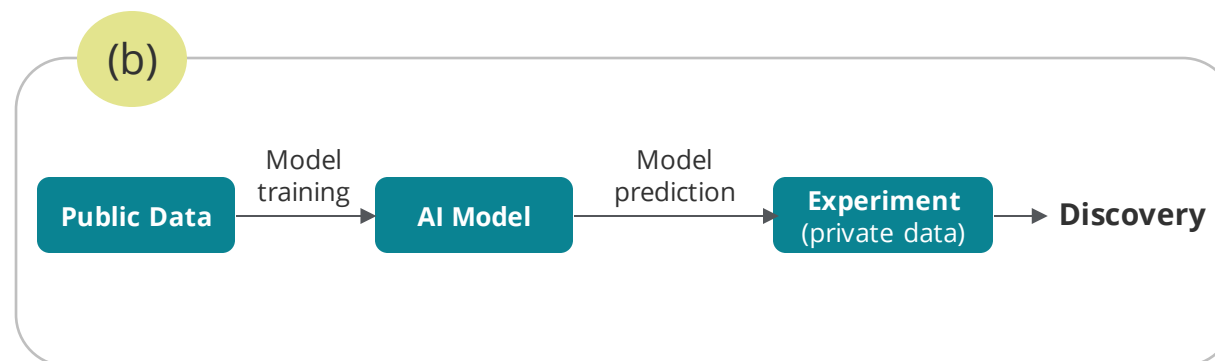 (b)
Model
training
Model
prediction
Public Data
AI Model
Experiment
(private data)
Discovery